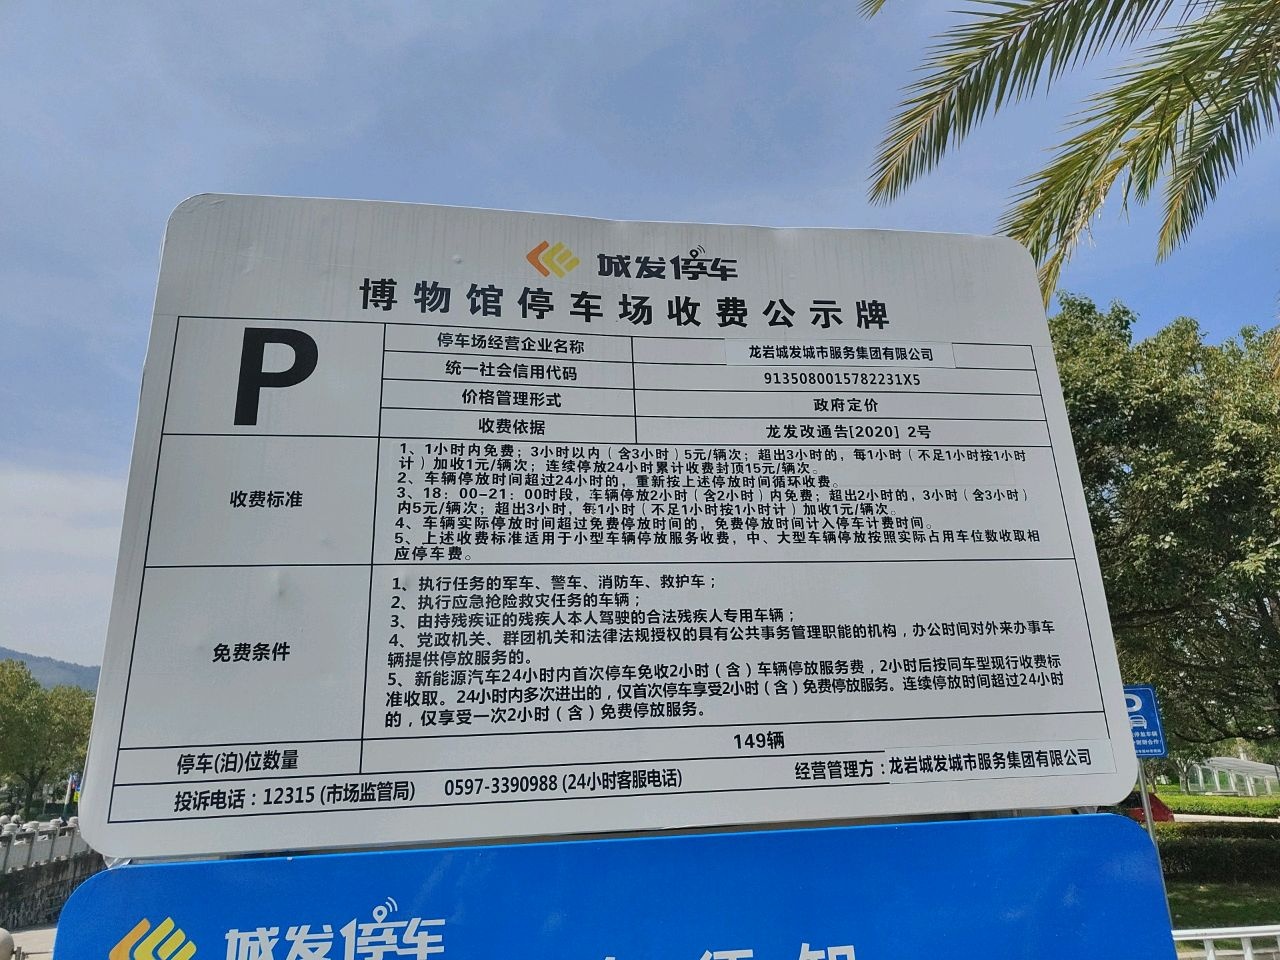 城发停车
博物馆停车场收费公示牌
P
停车场经营企业名称 龙岩城发城市服务集团有限公司
统一社会信用代码 9135080015782231X5
价格管理形式 政府定价
收费依据 龙发改通告[2020] 2号
收费标准
1、1小时内免费；3小时以内（含3小时）5元/辆次；超出3小时的，每1小时（不足1小时按1小时
计）加收1元/辆次；连续停放24小时累计收费封顶15元/辆次。
2、车辆停放时间超过24小时的，重新按上述停放时间循环收费。
3、18：00-21：00时段，车辆停放2小时（含2小时）内免费；超出2小时的，3小时（含3小时）
内5元/辆次；超出3小时，每1小时（不足1小时按1小时计）加收1元/辆次。
4、车辆实际停放时间超过免费停放时间的，免费停放时间计入停车计费时间。
5、上述收费标准适用于小型车辆停放服务收费，中、大型车辆停放按照实际占用车位数收取相
应停车费。
免费条件
1、执行任务的军车、警车、消防车、救护车；
2、执行应急抢险救灾任务的车辆；
3、由持残疾证的残疾人本人驾驶的合法残疾人专用车辆；
4、党政机关、群团机关和法律法规授权的具有公共事务管理职能的机构，办公时间对外来办事车
辆提供停放服务的。
5、新能源汽车24小时内首次停车免收2小时（含）车辆停放服务费，2小时后按同车型现行收费标
准收取。24小时内多次进出的，仅首次停车享受2小时（含）免费停放服务。连续停放时间超过24小时
的，仅享受一次2小时（含）免费停放服务。
停车(泊)位数量 149辆
投诉电话：12315 (市场监管局) 0597-3390988 (24小时客服电话) 经营管理方：龙岩城发城市服务集团有限公司
城发停车
P